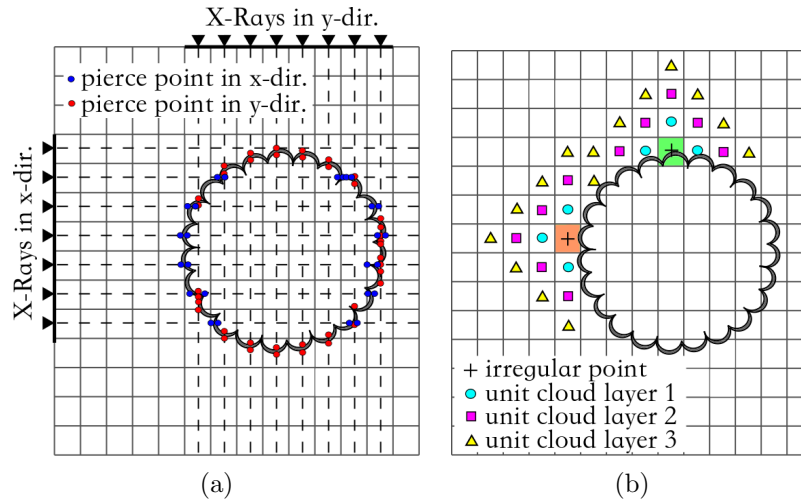 X-Rays in y-dir.
pierce point in x-dir.
pierce point in y-dir.
X-Rays in x-dir.
(a)
irregular point
unit cloud layer 1
unit cloud layer 2
unit cloud layer 3
(b)